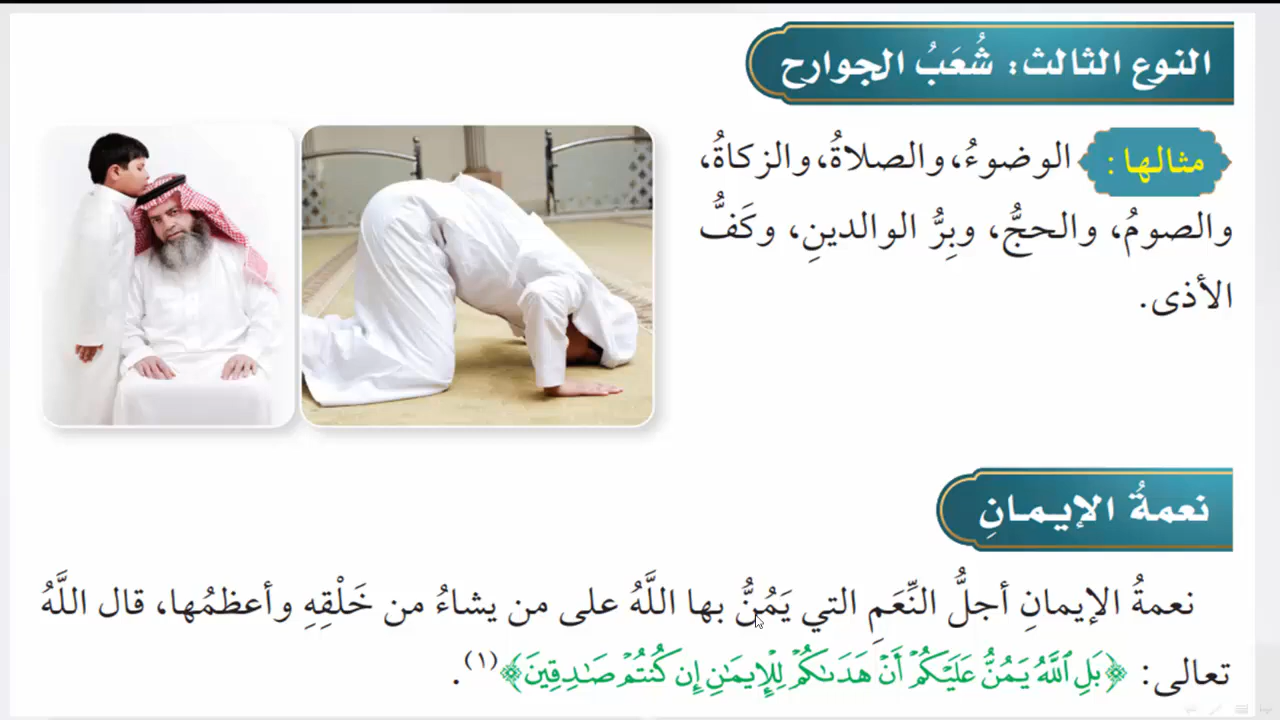 النوع الثالث: شُعَبُ الجوارح
مثالها: الوضوءُ، والصلاةُ، والزكاةُ،
والصومُ، والحجُّ، وبِرُّ الوالدينِ، وكَفُّ
الأذى.
نعمةُ الإيمانِ
نعمةُ الإيمانِ أجلُّ النِّعَمِ التي يَمُنُّ بها اللَّهُ على من يشاءُ من خَلْقِهِ وأعظمُها، قال اللَّهُ
تعالى: ﴿بَلِ ٱللَّهُ يَمُنُّ عَلَيۡكُمۡ أَنۡ هَدَىٰكُمۡ لِلۡإِيمَٰنِ إِن كُنتُمۡ صَٰدِقِينَ﴾(١).